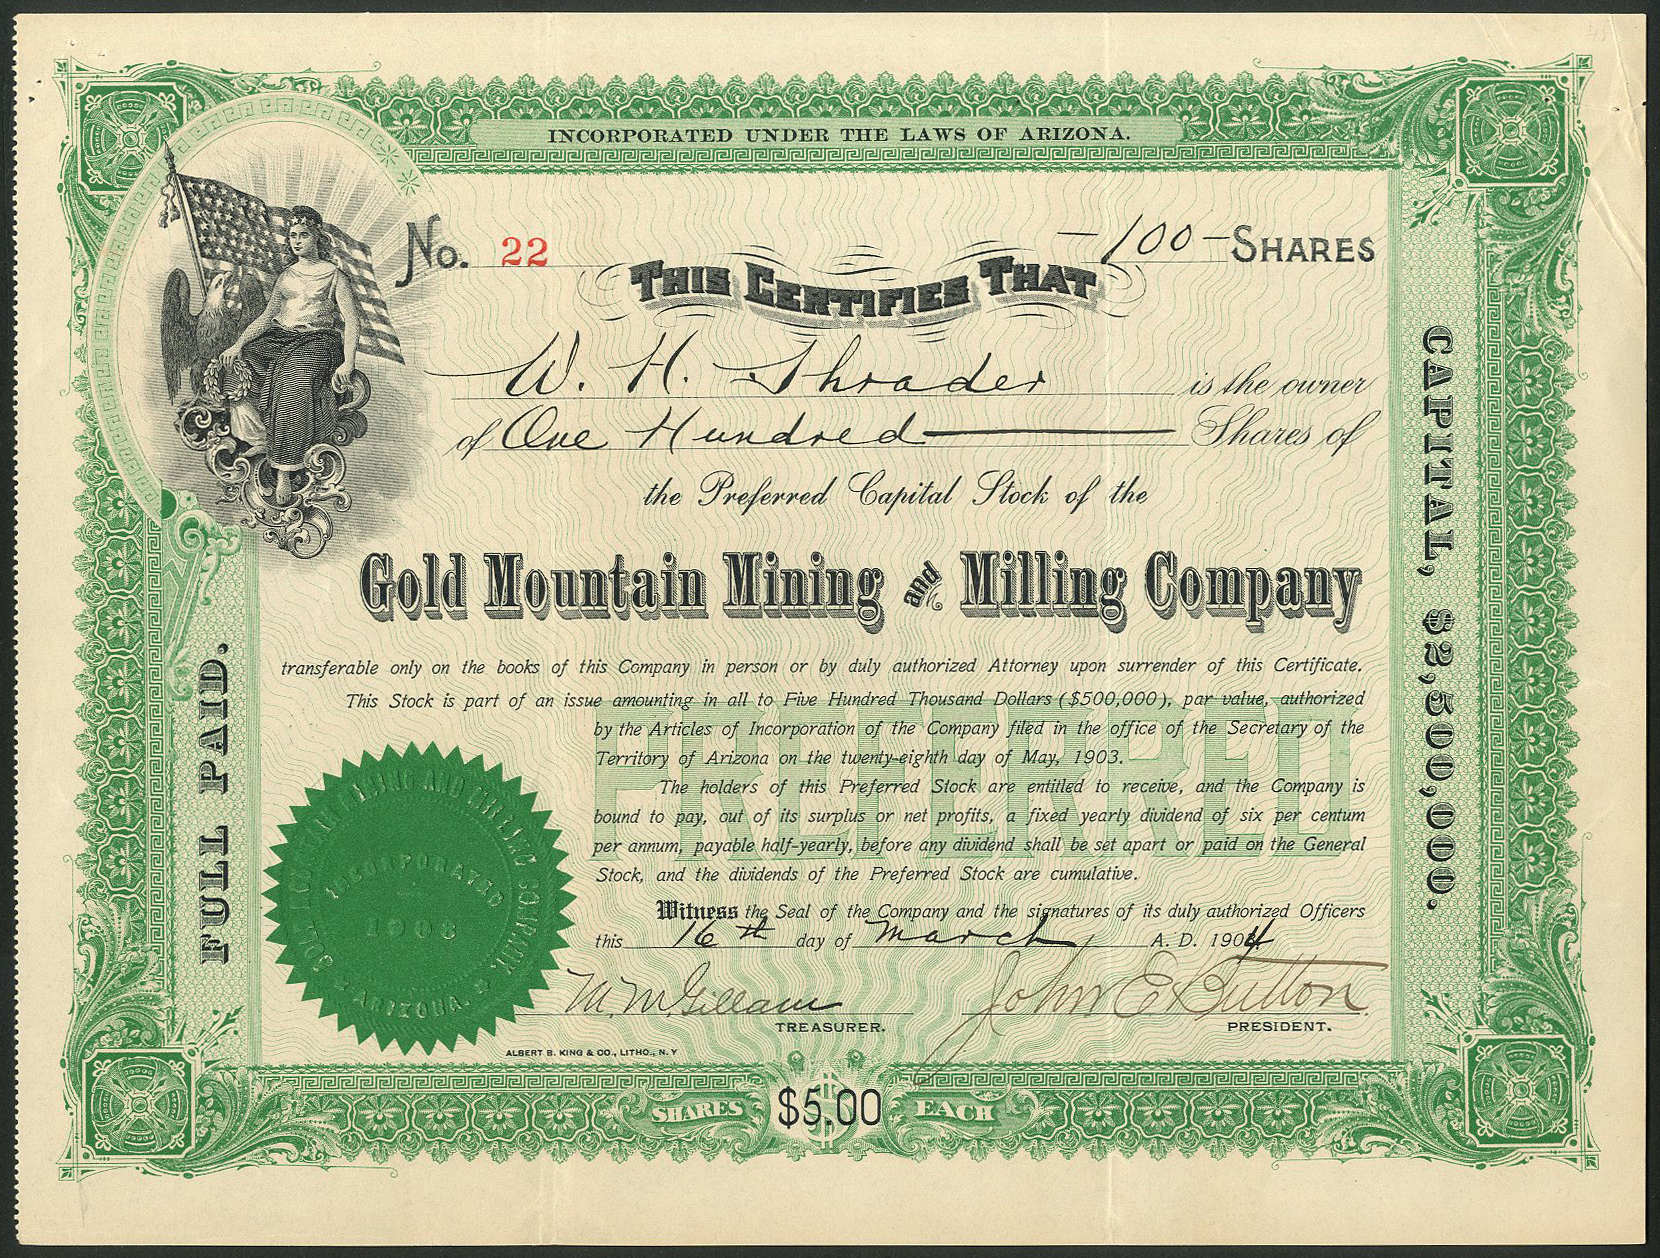 INCORPORATED UNDER THE LAWS OF ARIZONA.
No. 22
-100- SHARES
THIS CERTIFIES THAT
W. H. Shrader is the owner
of One Hundred Shares of
the Preferred Capital Stock of the
Gold Mountain Mining and Milling Company
transferable only on the books of this Company in person or by duly authorized Attorney upon surrender of this Certificate.
This Stock is part of an issue amounting in all to Five Hundred Thousand Dollars ($500,000), par value, authorized
by the Articles of Incorporation of the Company filed in the office of the Secretary of the
Territory of Arizona on the twenty-eighth day of May, 1903.
The holders of this Preferred Stock are entitled to receive, and the Company is
bound to pay, out of its surplus or net profits, a fixed yearly dividend of six per centum
per annum, payable half-yearly, before any dividend shall be set apart or paid on the General
Stock, and the dividends of the Preferred Stock are cumulative.
PREFERRED
Witness the Seal of the Company and the signatures of its duly authorized Officers
this 16th day of March A. D. 1904
M. McGillam
TREASURER.
John E Button
PRESIDENT.
ALBERT B. KING & CO., LITHO., N. Y
SHARES $5.00 EACH
FULL PAID.
CAPITAL, $2,500,000.
GOLD MOUNTAIN MINING AND MILLING COMPANY.
INCORPORATED
1903
ARIZONA.